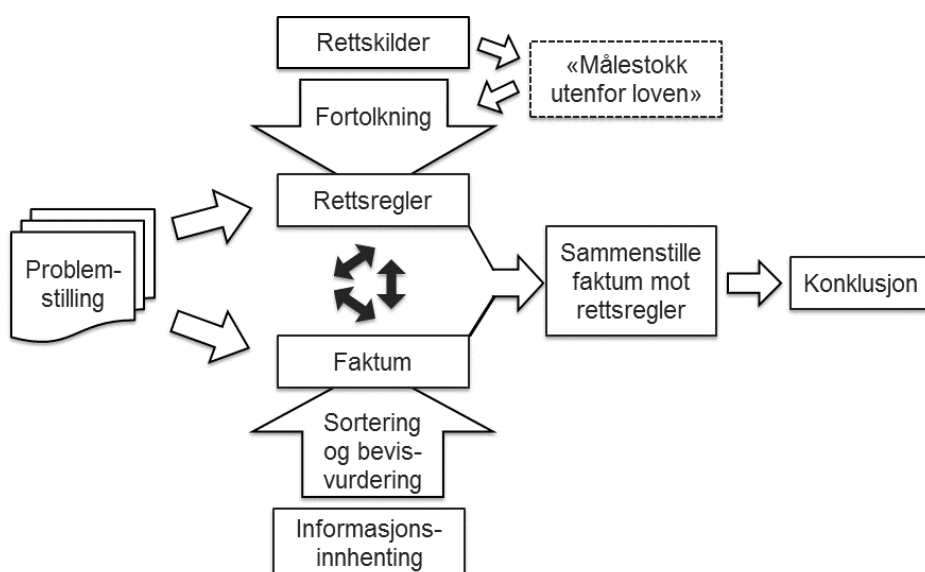 Rettskilder
«Målestokk
utenfor loven»
Fortolkning
Rettsregler
Problem-
stilling
Sammenstille
faktum mot
rettsregler
Konklusjon
Faktum
Sortering
og bevis-
vurdering
Informasjons-
innhenting